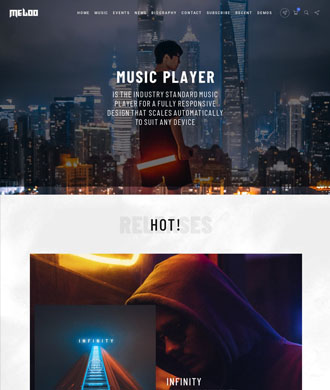 MELOO
HOME MUSIC EVENTS NEWS BIOGRAPHY CONTACT SUBSCRIBE RECENT DEMOS
MUSIC PLAYER
IS THE INDUSTRY STANDARD MUSIC
PLAYER FOR A FULLY RESPONSIVE
DESIGN THAT SCALES AUTOMATICALLY
TO SUIT ANY DEVICE
RELEASES
HOT!
INFINITY
INFINITY